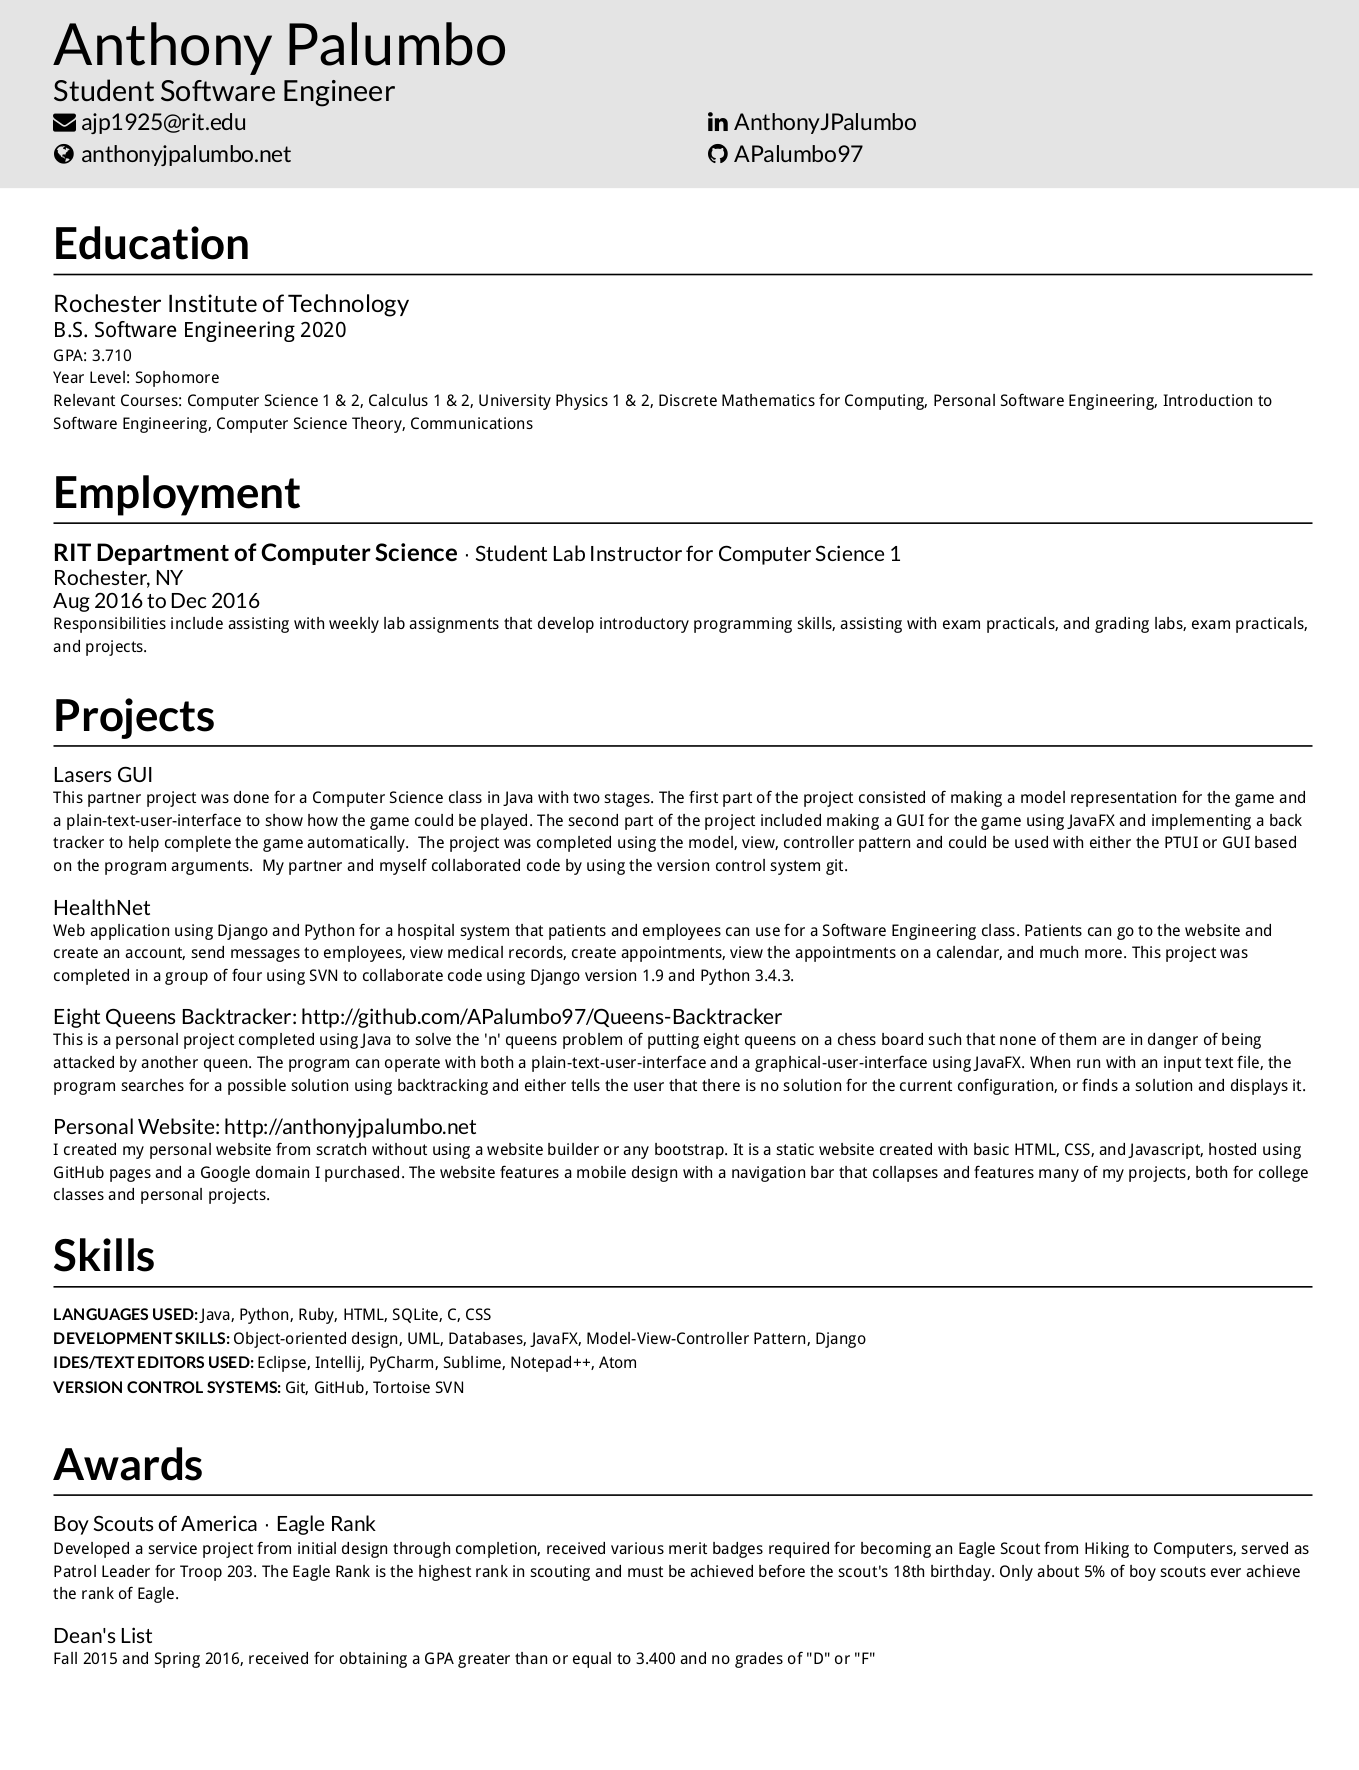 Anthony Palumbo
Student Software Engineer
ajp1925@rit.edu
AnthonyJPalumbo
anthonyjpalumbo.net
APalumbo97
Education
Rochester Institute of Technology
B.S. Software Engineering 2020
GPA: 3.710
Year Level: Sophomore
Relevant Courses: Computer Science 1 & 2, Calculus 1 & 2, University Physics 1 & 2, Discrete Mathematics for Computing, Personal Software Engineering, Introduction to
Software Engineering, Computer Science Theory, Communications
Employment
RIT Department of Computer Science · Student Lab Instructor for Computer Science 1
Rochester, NY
Aug 2016 to Dec 2016
Responsibilities include assisting with weekly lab assignments that develop introductory programming skills, assisting with exam practicals, and grading labs, exam practicals,
and projects.
Projects
Lasers GUI
This partner project was done for a Computer Science class in Java with two stages. The first part of the project consisted of making a model representation for the game and
a plain-text-user-interface to show how the game could be played. The second part of the project included making a GUI for the game using JavaFX and implementing a back
tracker to help complete the game automatically.  The project was completed using the model, view, controller pattern and could be used with either the PTUI or GUI based
on the program arguments.  My partner and myself collaborated code by using the version control system git.
HealthNet
Web application using Django and Python for a hospital system that patients and employees can use for a Software Engineering class. Patients can go to the website and
create an account, send messages to employees, view medical records, create appointments, view the appointments on a calendar, and much more. This project was
completed in a group of four using SVN to collaborate code using Django version 1.9 and Python 3.4.3.
Eight Queens Backtracker: http://github.com/APalumbo97/Queens-Backtracker
This is a personal project completed using Java to solve the 'n' queens problem of putting eight queens on a chess board such that none of them are in danger of being
attacked by another queen. The program can operate with both a plain-text-user-interface and a graphical-user-interface using JavaFX. When run with an input text file, the
program searches for a possible solution using backtracking and either tells the user that there is no solution for the current configuration, or finds a solution and displays it.
Personal Website: http://anthonyjpalumbo.net
I created my personal website from scratch without using a website builder or any bootstrap. It is a static website created with basic HTML, CSS, and Javascript, hosted using
GitHub pages and a Google domain I purchased. The website features a mobile design with a navigation bar that collapses and features many of my projects, both for college
classes and personal projects.
Skills
LANGUAGES USED: Java, Python, Ruby, HTML, SQLite, C, CSS
DEVELOPMENT SKILLS: Object-oriented design, UML, Databases, JavaFX, Model-View-Controller Pattern, Django
IDES/TEXT EDITORS USED: Eclipse, Intellij, PyCharm, Sublime, Notepad++, Atom
VERSION CONTROL SYSTEMS: Git, GitHub, Tortoise SVN
Awards
Boy Scouts of America · Eagle Rank
Developed a service project from initial design through completion, received various merit badges required for becoming an Eagle Scout from Hiking to Computers, served as
Patrol Leader for Troop 203. The Eagle Rank is the highest rank in scouting and must be achieved before the scout's 18th birthday. Only about 5% of boy scouts ever achieve
the rank of Eagle.
Dean's List
Fall 2015 and Spring 2016, received for obtaining a GPA greater than or equal to 3.400 and no grades of "D" or "F"